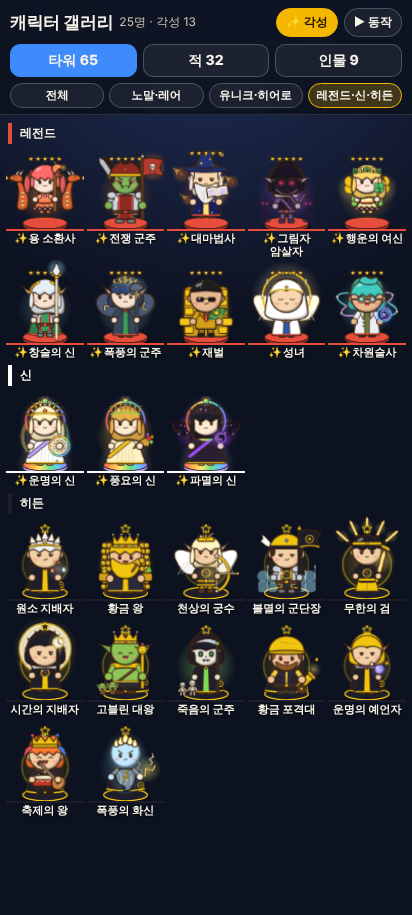 캐릭터 갤러리 25명 · 각성 13 ✨ 각성 ▶ 동작
타워 65 적 32 인물 9
전체 노말·레어 유니크·히어로 레전드·신·히든
레전드
✨용 소환사 ✨전쟁 군주 ✨대마법사 ✨그림자 암살자 ✨행운의 여신
✨창술의 신 ✨폭풍의 군주 ✨재벌 ✨성녀 ✨차원술사
신
✨운명의 신 ✨풍요의 신 ✨파멸의 신
히든
원소 지배자 황금 왕 천상의 궁수 불멸의 군단장 무한의 검
시간의 지배자 고블린 대왕 죽음의 군주 황금 포격대 운명의 예언자
축제의 왕 폭풍의 화신